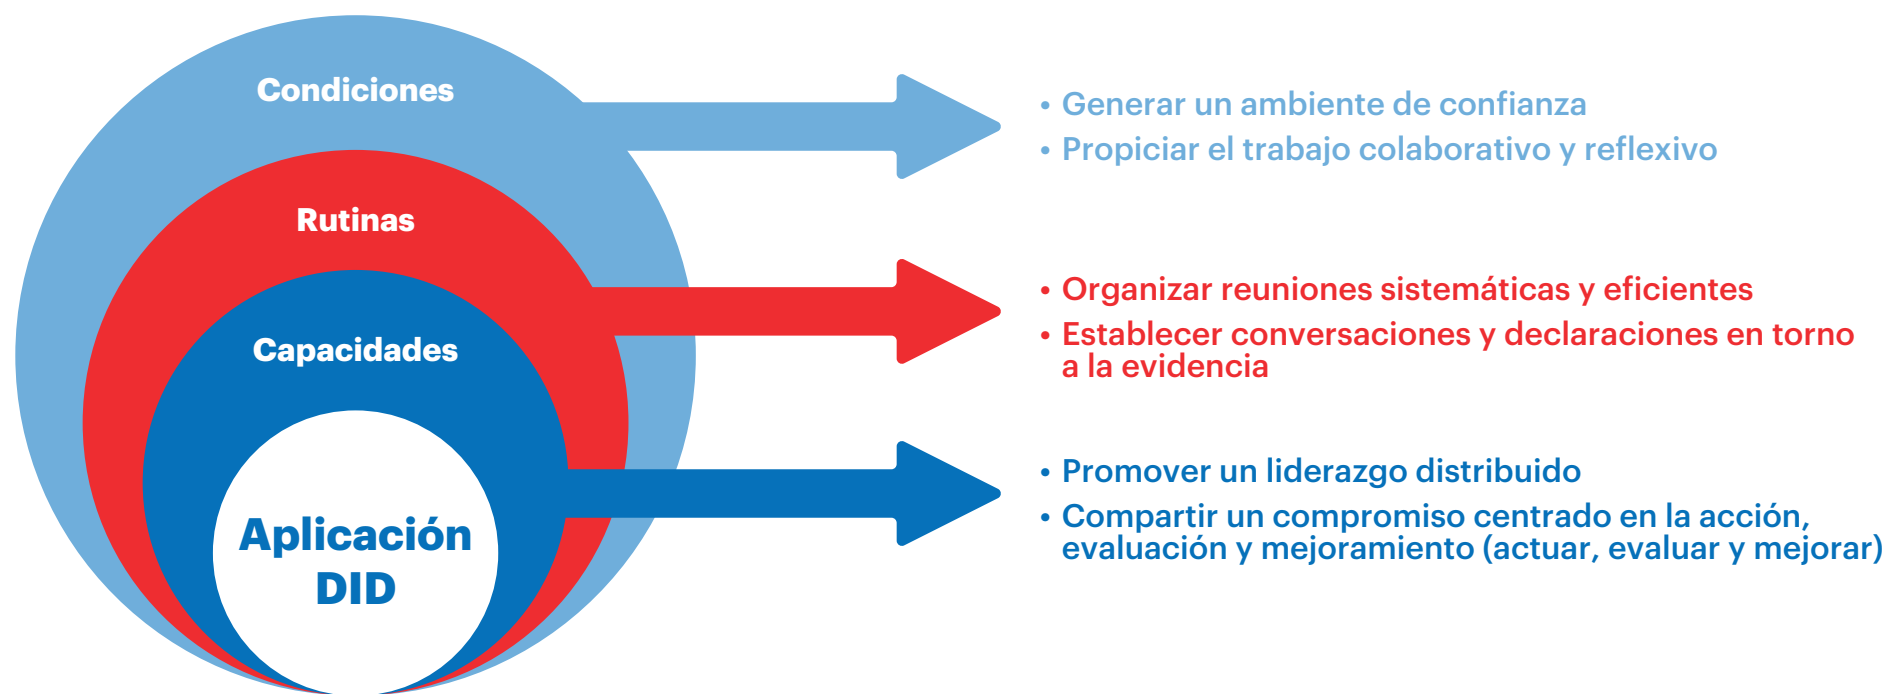 Condiciones
• Generar un ambiente de confianza
• Propiciar el trabajo colaborativo y reflexivo
Rutinas
• Organizar reuniones sistemáticas y eficientes
• Establecer conversaciones y declaraciones en torno
a la evidencia
Capacidades
• Promover un liderazgo distribuido
• Compartir un compromiso centrado en la acción,
evaluación y mejoramiento (actuar, evaluar y mejorar)
Aplicación
DID